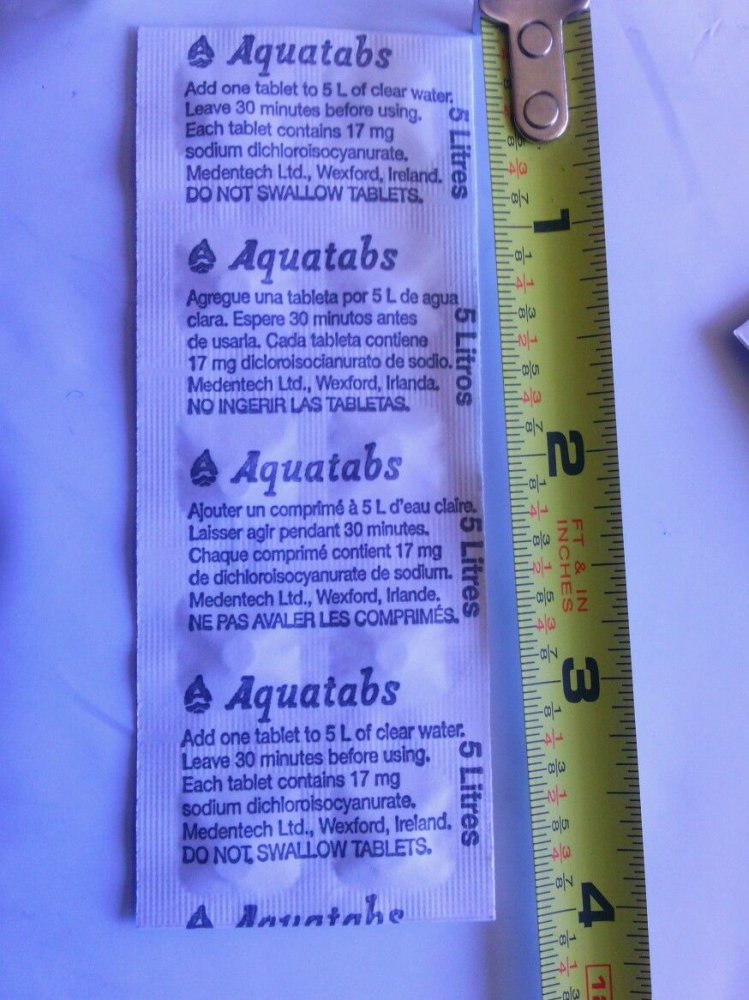 Aquatabs
Add one tablet to 5 L of clear water.
Leave 30 minutes before using.
Each tablet contains 17 mg
sodium dichloroisocyanurate.
Medentech Ltd., Wexford, Ireland.
DO NOT SWALLOW TABLETS.
5 Litres
Aquatabs
Agregue una tableta por 5 L de agua
clara. Espere 30 minutos antes
de usarla. Cada tableta contiene
17 mg dicloroisocianurato de sodio.
Medentech Ltd., Wexford, Irlanda.
NO INGERIR LAS TABLETAS.
5 Litros
Aquatabs
Ajouter un comprimé à 5 L d'eau claire.
Laisser agir pendant 30 minutes.
Chaque comprimé contient 17 mg
de dichloroisocyanurate de sodium.
Medentech Ltd., Wexford, Irlande.
NE PAS AVALER LES COMPRIMÉS.
5 Litres
Aquatabs
Add one tablet to 5 L of clear water.
Leave 30 minutes before using.
Each tablet contains 17 mg
sodium dichloroisocyanurate.
Medentech Ltd., Wexford, Ireland.
DO NOT SWALLOW TABLETS.
5 Litres
Aquatabs
1
2
FT & IN
INCHES
3
4